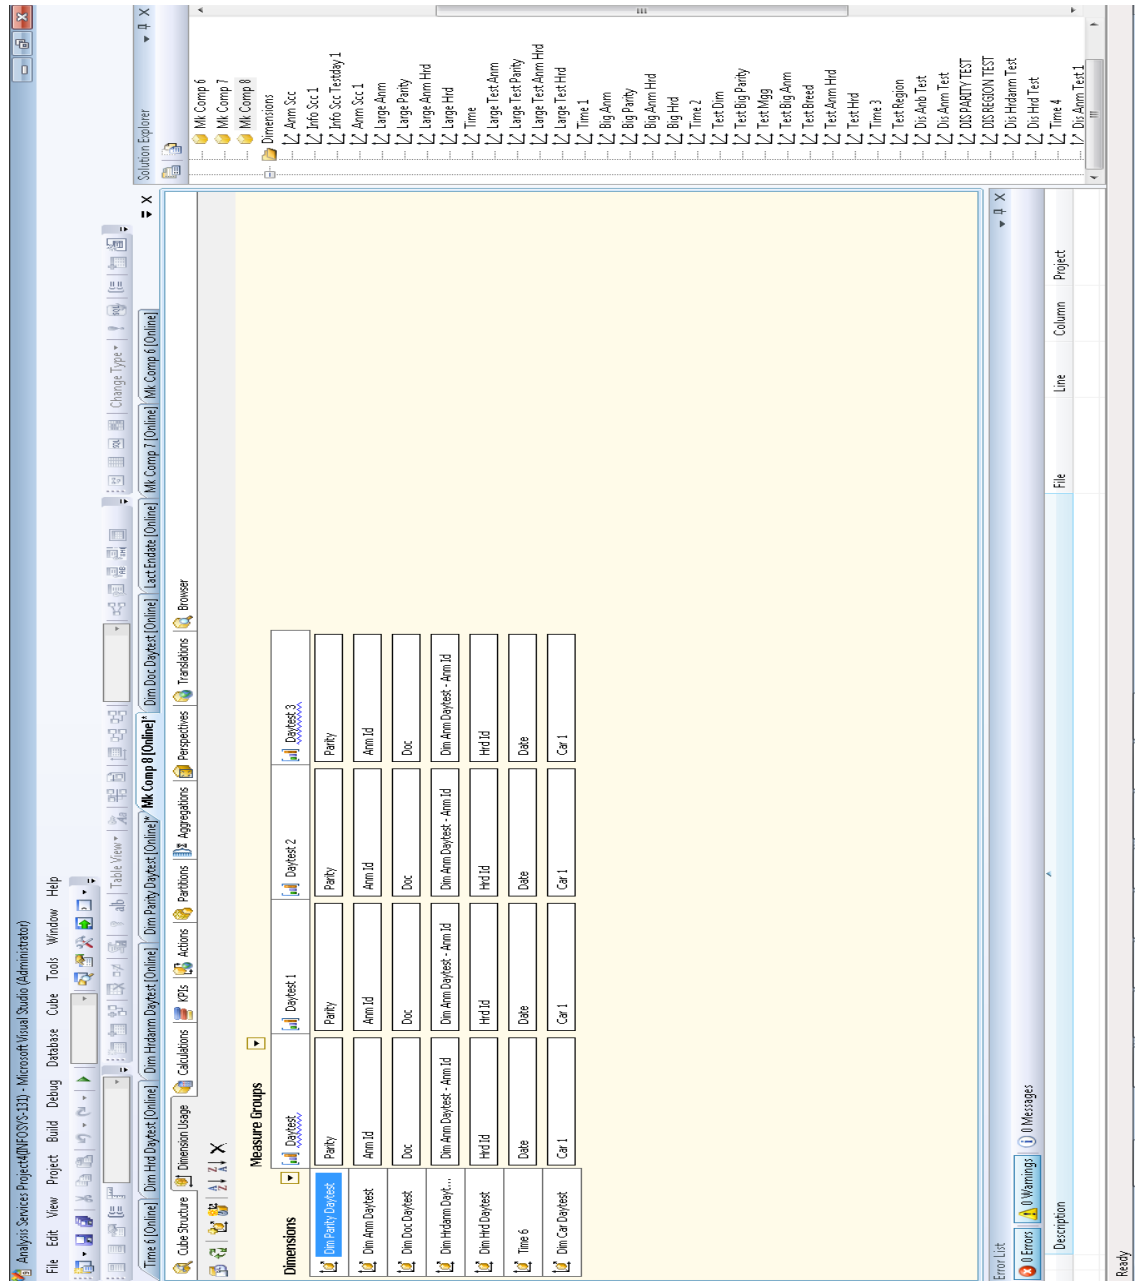 Analysis Services Project4(INFOSYS-131) - Microsoft Visual Studio (Administrator)
File Edit View Project Build Debug Database Cube Tools Window Help
Table View
Change Type
Time 6 [Online] Dim Hrd Daytest [Online] Dim Hrdanm Daytest [Online] Dim Parity Daytest [Online]* Mk Comp 8 [Online]* Dim Doc Daytest [Online] Lact Endate [Online] Mk Comp 7 [Online] Mk Comp 6 [Online]
Cube Structure Dimension Usage Calculations KPIs Actions Partitions Aggregations Perspectives Translations Browser
Measure Groups
Dimensions Daytest Daytest 1 Daytest 2 Daytest 3
Dim Parity Daytest Parity Parity Parity Parity
Dim Anm Daytest Anm Id Anm Id Anm Id Anm Id
Dim Doc Daytest Doc Doc Doc Doc
Dim Hrdanm Dayt... Dim Anm Daytest - Anm Id Dim Anm Daytest - Anm Id Dim Anm Daytest - Anm Id Dim Anm Daytest - Anm Id
Dim Hrd Daytest Hrd Id Hrd Id Hrd Id Hrd Id
Time 6 Date Date Date Date
Dim Car Daytest Car 1 Car 1 Car 1 Car 1
Solution Explorer
Mk Comp 6
Mk Comp 7
Mk Comp 8
Dimensions
Anm Scc
Info Scc 1
Info Scc Testday 1
Anm Scc 1
Large Anm
Large Parity
Large Anm Hrd
Large Hrd
Time
Large Test Anm
Large Test Parity
Large Test Anm Hrd
Large Test Hrd
Time 1
Big Anm
Big Parity
Big Anm Hrd
Big Hrd
Time 2
Test Dim
Test Big Parity
Test Mgg
Test Big Anm
Test Breed
Test Anm Hrd
Test Hrd
Time 3
Test Region
Dis Anb Test
Dis Anm Test
DIS PARITY TEST
DIS REGION TEST
Dis Hrdanm Test
Dis Hrd Test
Time 4
Dis Anm Test 1
Error List
0 Errors 0 Warnings 0 Messages
Description File Line Column Project
Ready